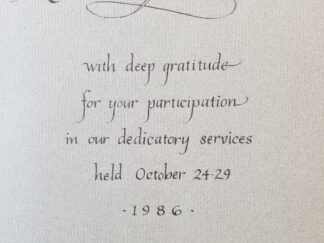 with deep gratitude
for your participation
in our dedicatory services
held October 24-29
·1986·